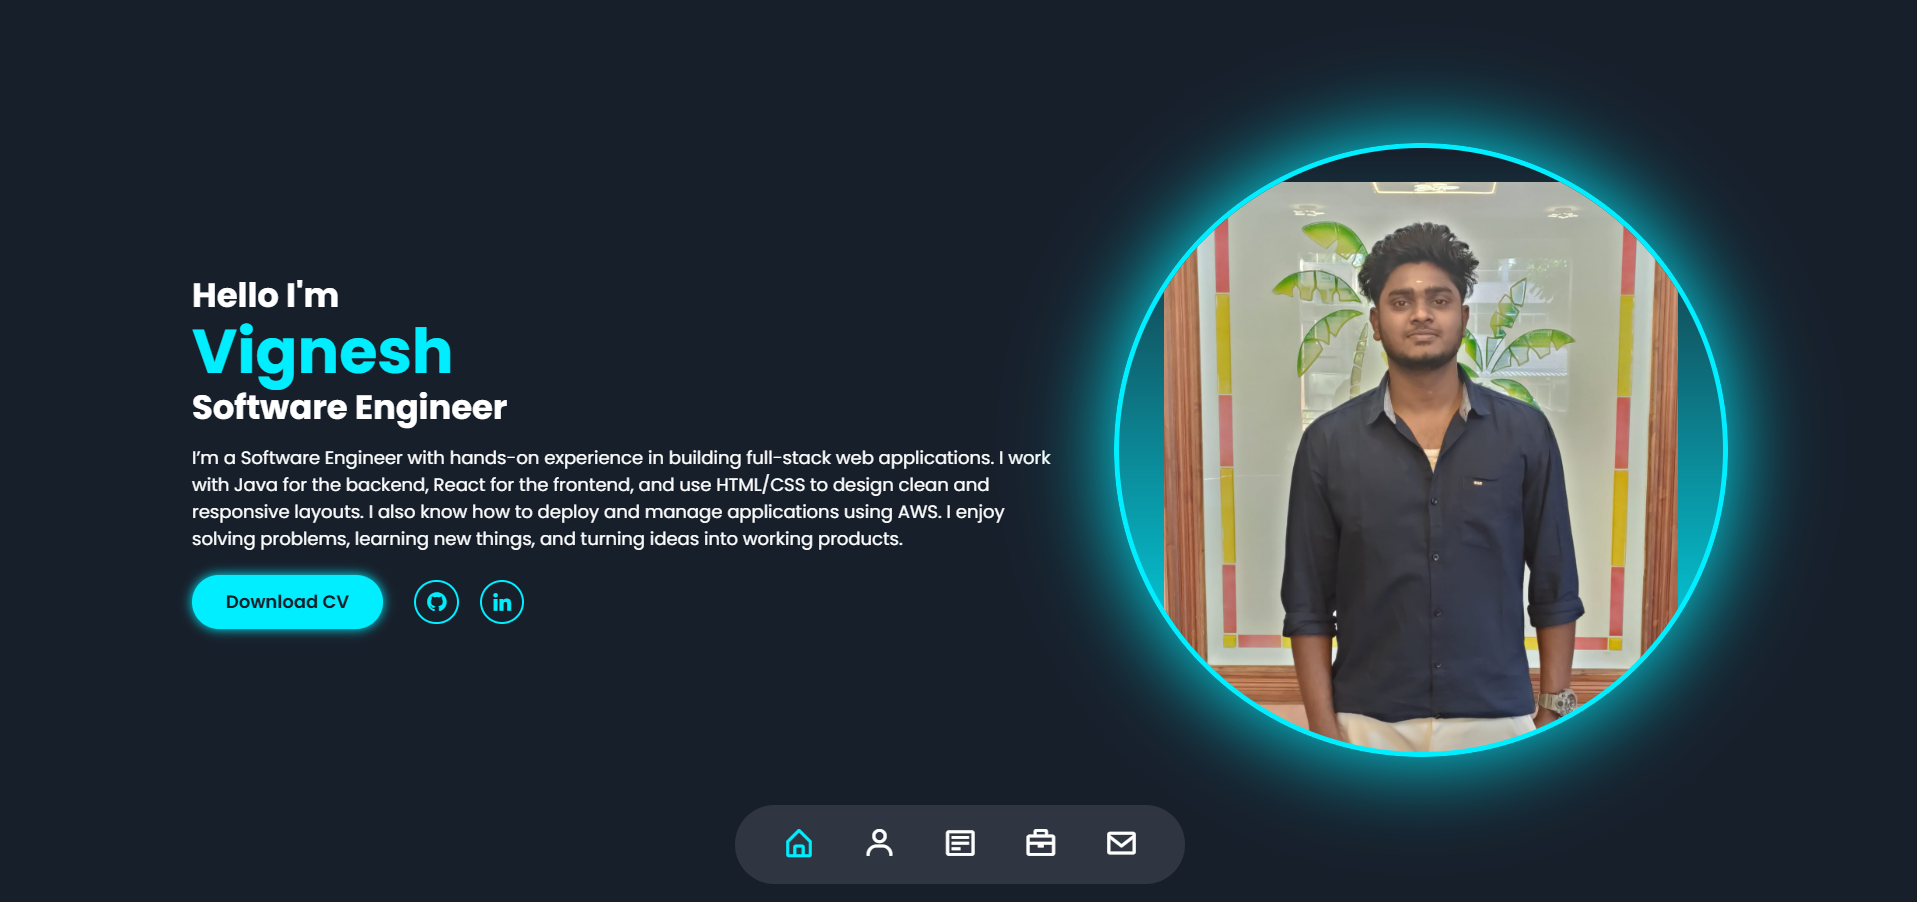 Hello I'm
Vignesh
Software Engineer
I’m a Software Engineer with hands-on experience in building full-stack web applications. I work
with Java for the backend, React for the frontend, and use HTML/CSS to design clean and
responsive layouts. I also know how to deploy and manage applications using AWS. I enjoy
solving problems, learning new things, and turning ideas into working products.
Download CV
in